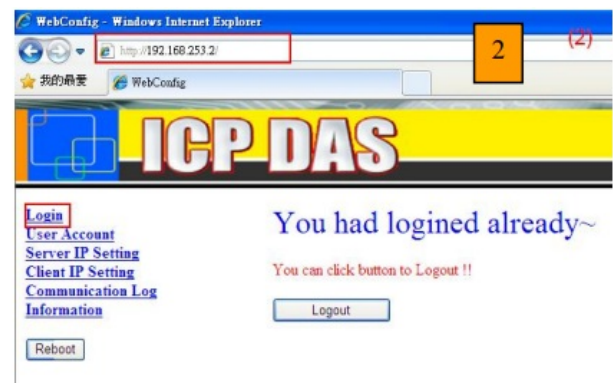 WebConfig - Windows Internet Explorer
http://192.168.253.2/
2
(2)
我的最愛
WebConfig
ICP DAS
Login
User Account
Server IP Setting
Client IP Setting
Communication Log
Information
Reboot
You had logined already~
You can click button to Logout !!
Logout